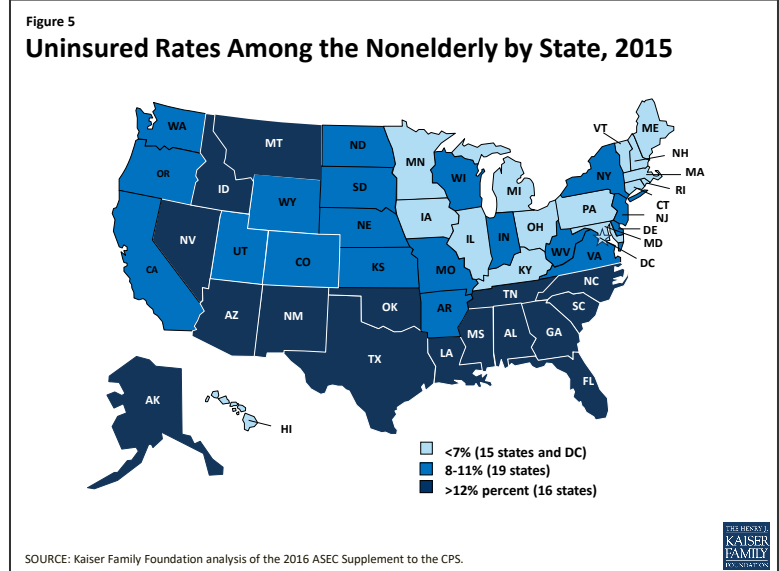 Figure 5
Uninsured Rates Among the Nonelderly by State, 2015
WA
MT
ND
MN
VT
ME
OR
ID
SD
WI
MI
NY
NH
MA
RI
CT
WY
NE
IA
PA
NJ
NV
UT
CO
IL
IN
OH
DE
MD
CA
KS
MO
KY
WV
VA
DC
AZ
NM
OK
AR
TN
NC
SC
TX
LA
MS
AL
GA
FL
AK
HI
<7% (15 states and DC)
8-11% (19 states)
>12% percent (16 states)
SOURCE: Kaiser Family Foundation analysis of the 2016 ASEC Supplement to the CPS.
THE HENRY J.
KAISER
FAMILY
FOUNDATION